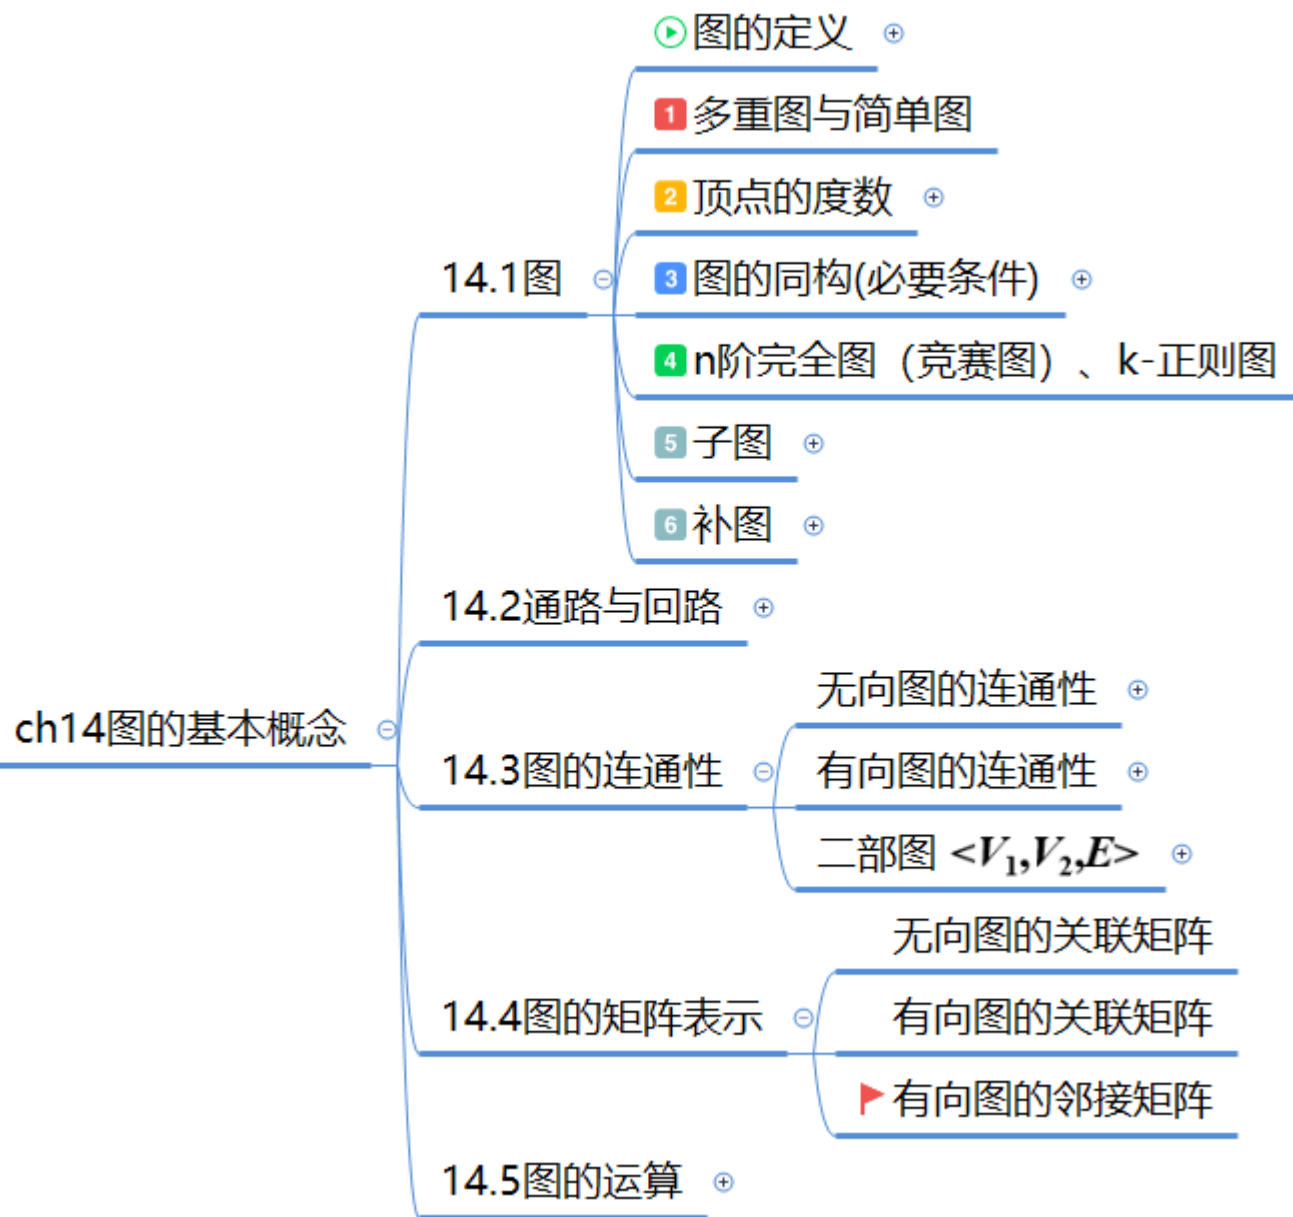 图的定义
1 多重图与简单图
2 顶点的度数
14.1图
3 图的同构(必要条件)
4 n阶完全图（竞赛图）、k-正则图
5 子图
6 补图
14.2通路与回路
无向图的连通性
ch14图的基本概念
14.3图的连通性
有向图的连通性
二部图 <V₁,V₂,E>
无向图的关联矩阵
14.4图的矩阵表示
有向图的关联矩阵
有向图的邻接矩阵
14.5图的运算